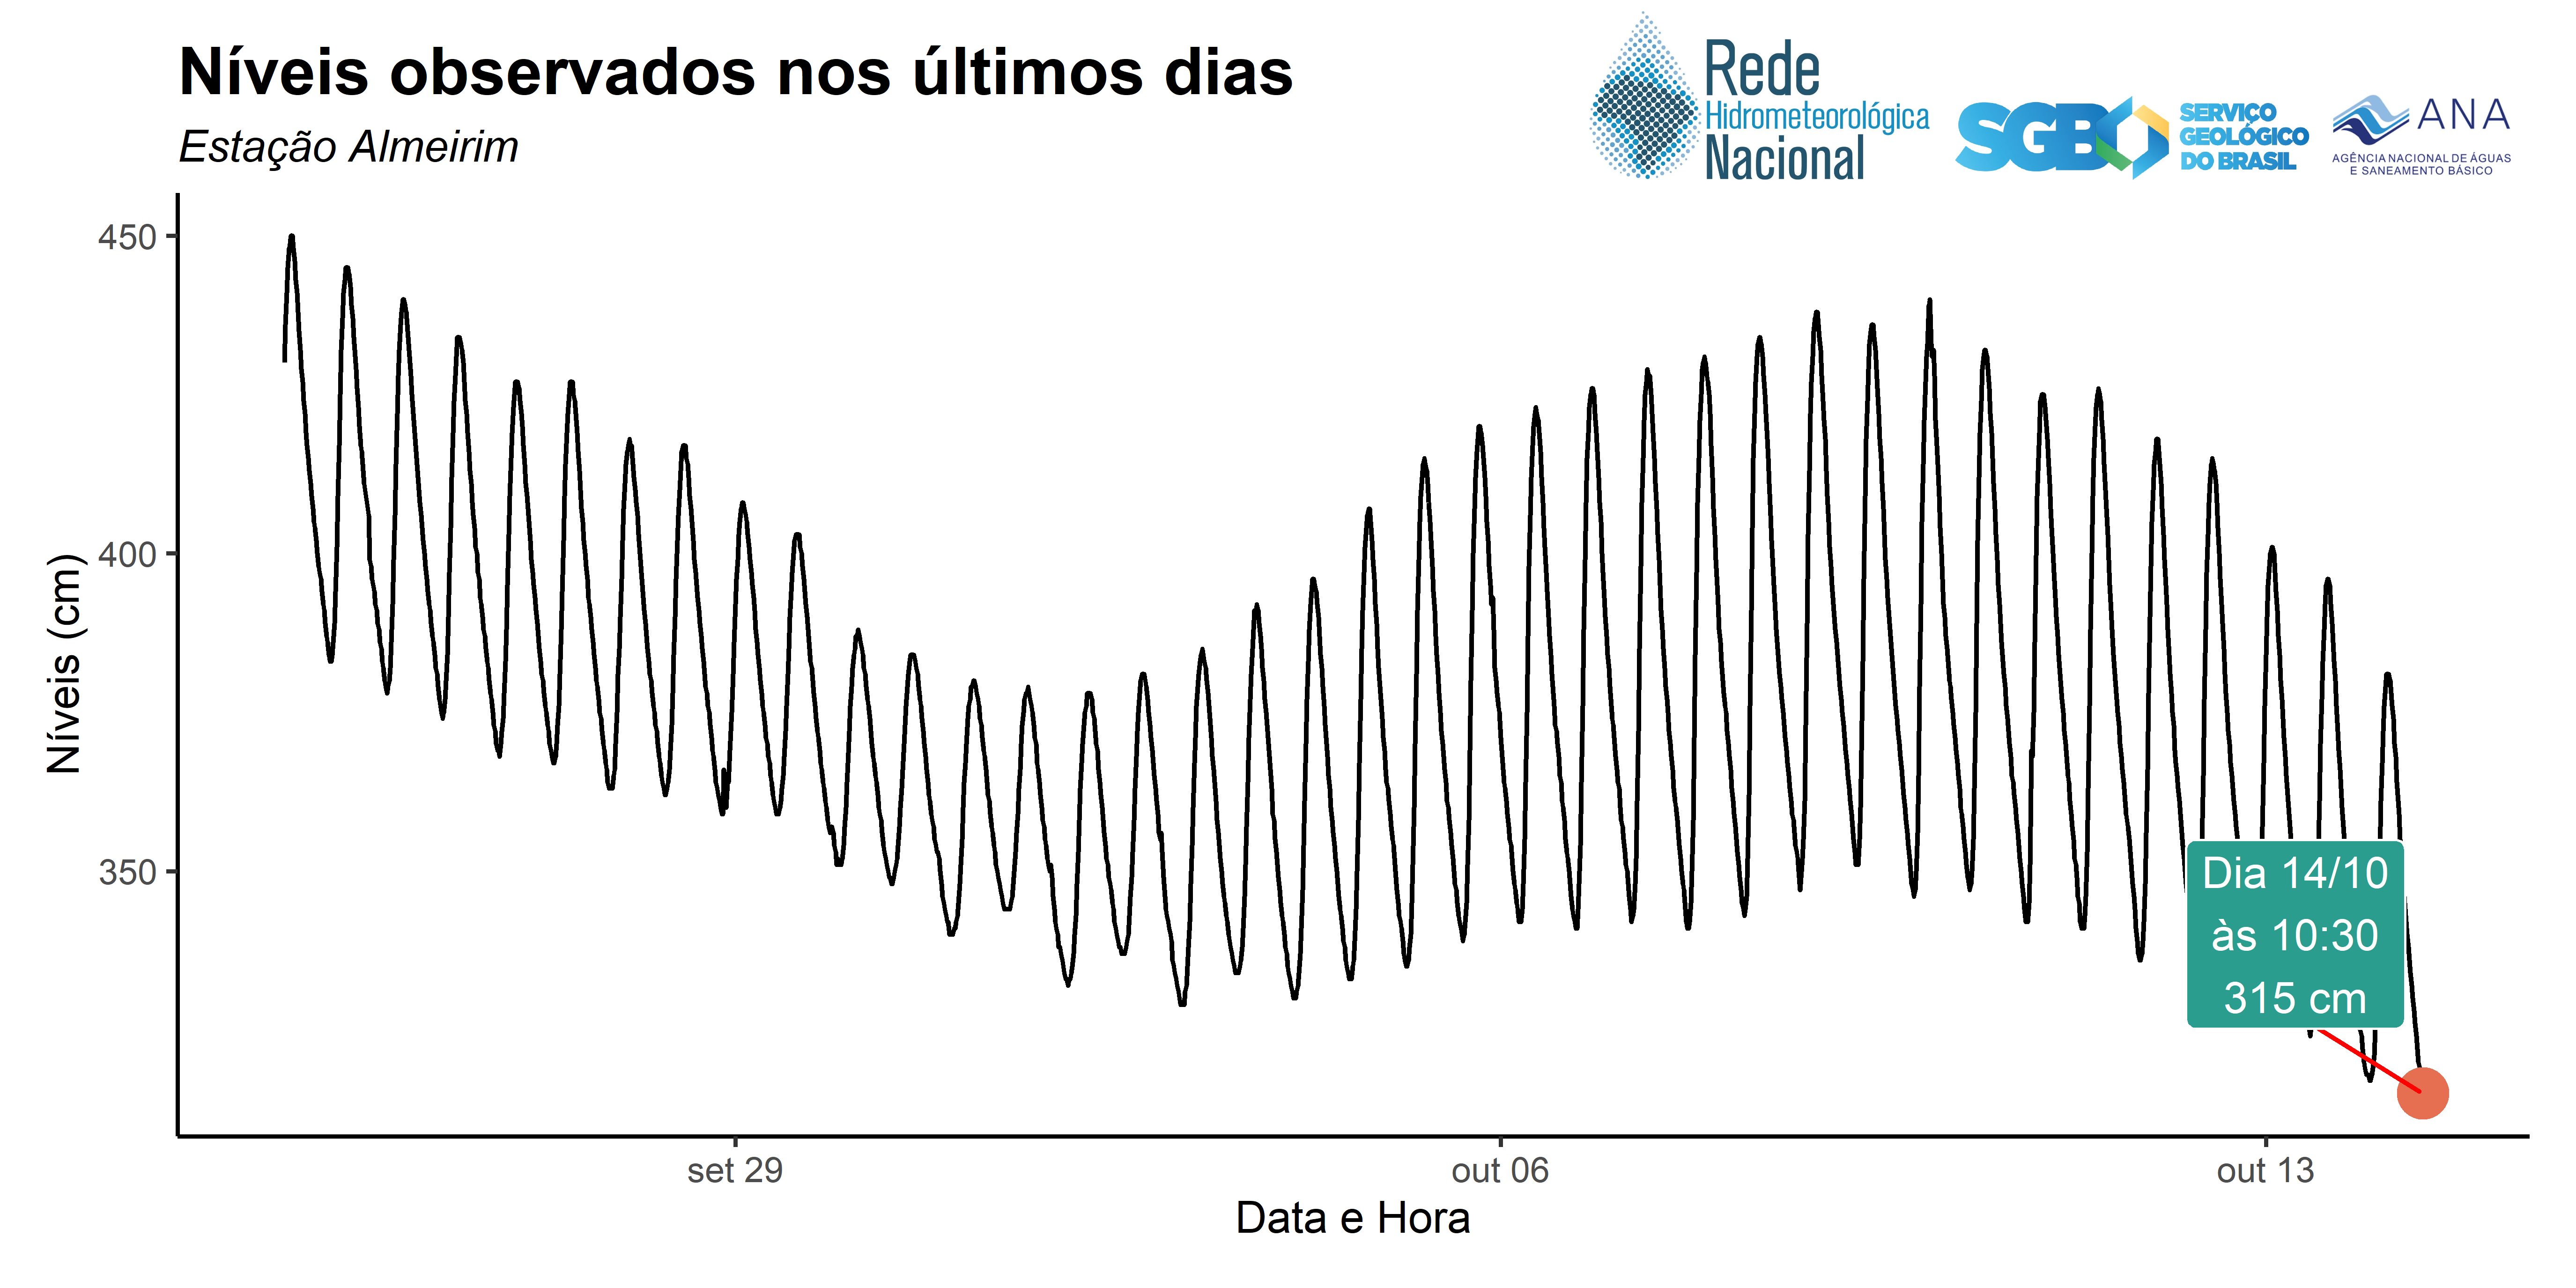 Níveis observados nos últimos dias
Estação Almeirim
Rede
Hidrometeorológica
Nacional
SGB
SERVIÇO
GEOLÓGICO
DO BRASIL
ANA
AGÊNCIA NACIONAL DE ÁGUAS
E SANEAMENTO BÁSICO
450
400
350
Níveis (cm)
Dia 14/10
às 10:30
315 cm
set 29
out 06
out 13
Data e Hora